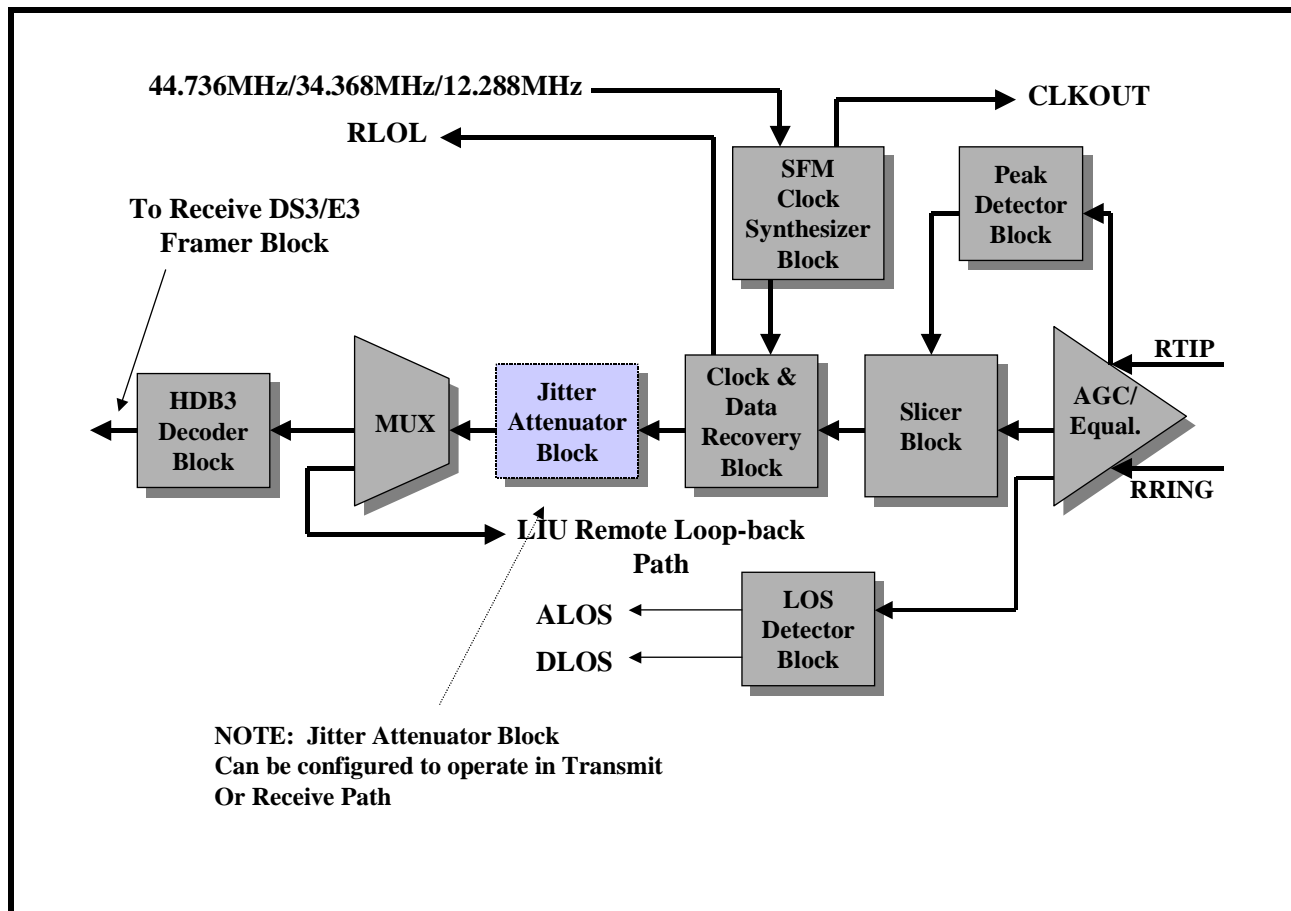 44.736MHz/34.368MHz/12.288MHz
CLKOUT
RLOL
SFM
Clock
Synthesizer
Block
Peak
Detector
Block
To Receive DS3/E3
Framer Block
RTIP
HDB3
Decoder
Block
MUX
Jitter
Attenuator
Block
Clock &
Data
Recovery
Block
Slicer
Block
AGC/
Equal.
RRING
LIU Remote Loop-back
Path
ALOS
DLOS
LOS
Detector
Block
NOTE: Jitter Attenuator Block
Can be configured to operate in Transmit
Or Receive Path